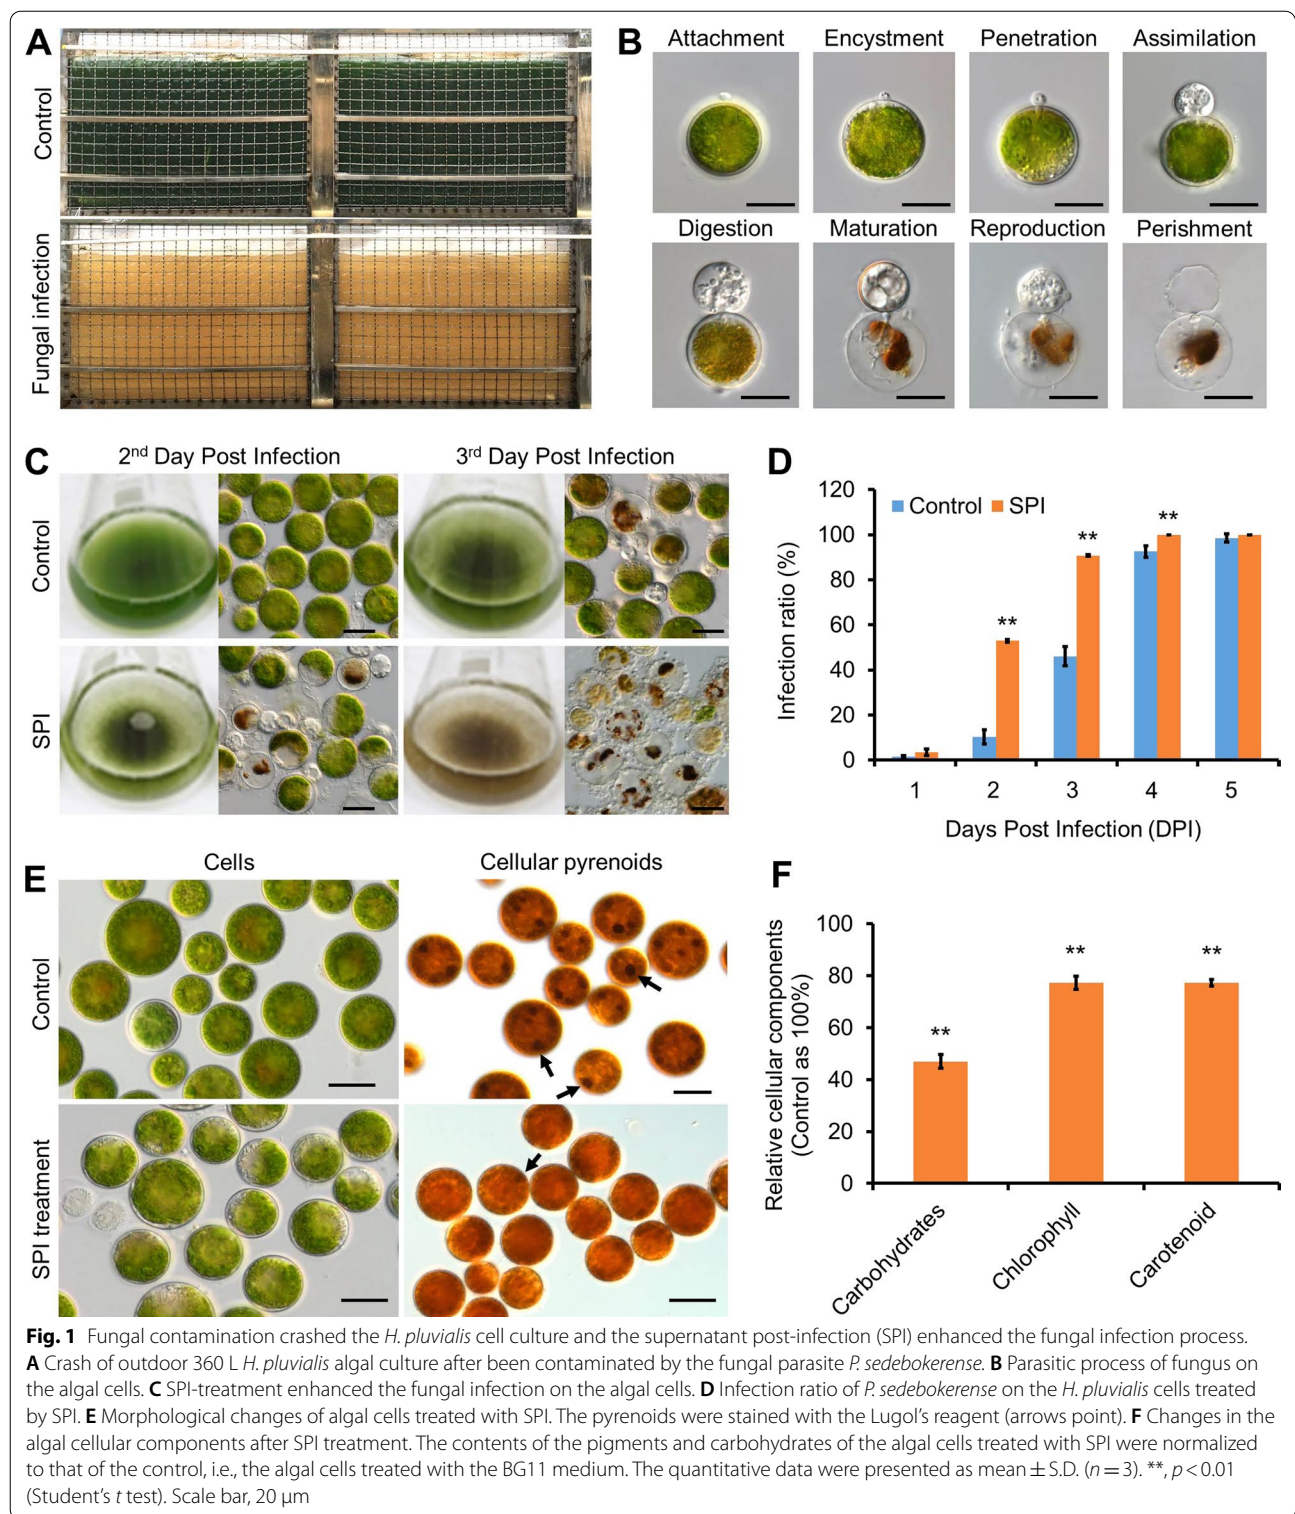 A
Control
Fungal infection
B
Attachment
Encystment
Penetration
Assimilation
Digestion
Maturation
Reproduction
Perishment
C
2nd Day Post Infection
3rd Day Post Infection
Control
SPI
D
Infection ratio (%)
120
100
80
60
40
20
0
Control
SPI
**
**
**
1
2
3
4
5
Days Post Infection (DPI)
E
Cells
Cellular pyrenoids
Control
SPI treatment
F
Relative cellular components
(Control as 100%)
100
80
60
40
20
0
**
**
**
Carbohydrates
Chlorophyll
Carotenoid
Fig. 1 Fungal contamination crashed the H. pluvialis cell culture and the supernatant post-infection (SPI) enhanced the fungal infection process.
A Crash of outdoor 360 L H. pluvialis algal culture after been contaminated by the fungal parasite P. sedebokerense. B Parasitic process of fungus on
the algal cells. C SPI-treatment enhanced the fungal infection on the algal cells. D Infection ratio of P. sedebokerense on the H. pluvialis cells treated
by SPI. E Morphological changes of algal cells treated with SPI. The pyrenoids were stained with the Lugol's reagent (arrows point). F Changes in the
algal cellular components after SPI treatment. The contents of the pigments and carbohydrates of the algal cells treated with SPI were normalized
to that of the control, i.e., the algal cells treated with the BG11 medium. The quantitative data were presented as mean ± S.D. (n = 3). **, p < 0.01
(Student's t test). Scale bar, 20 μm